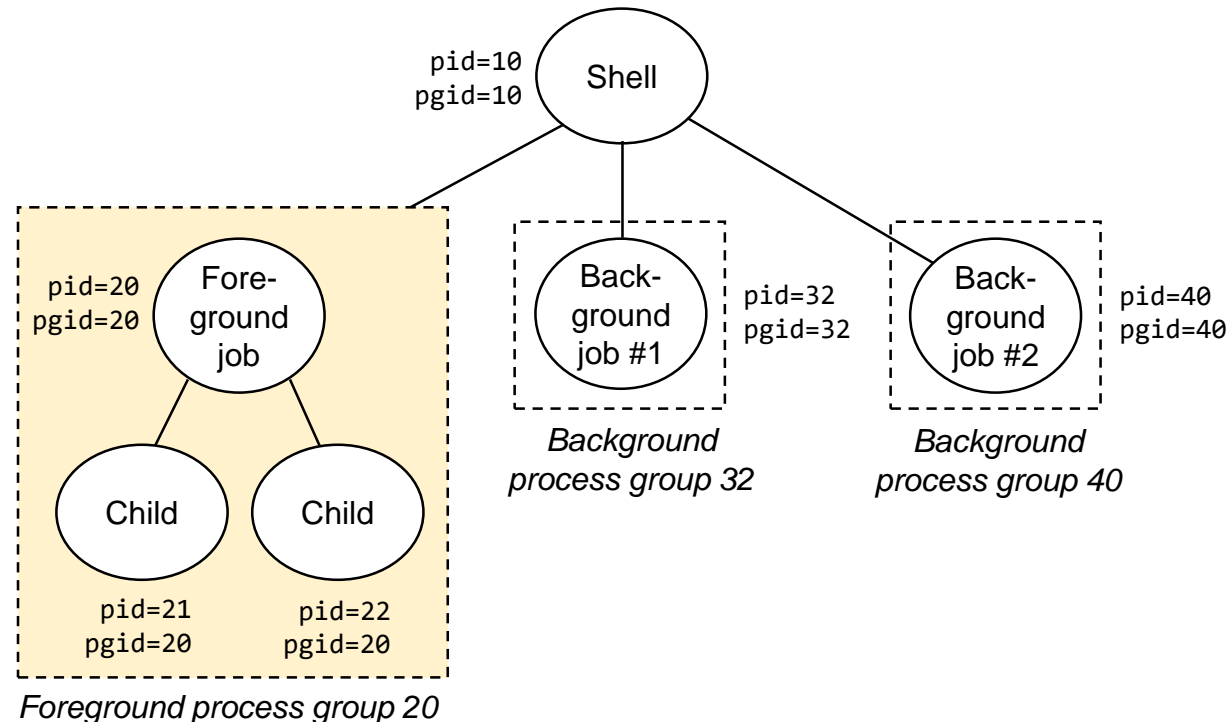 pid=10
pgid=10
Shell
pid=20
pgid=20
Fore-
ground
job
Back-
ground
job #1
pid=32
pgid=32
Back-
ground
job #2
pid=40
pgid=40
Background
process group 32
Background
process group 40
Child
Child
pid=21
pgid=20
pid=22
pgid=20
Foreground process group 20